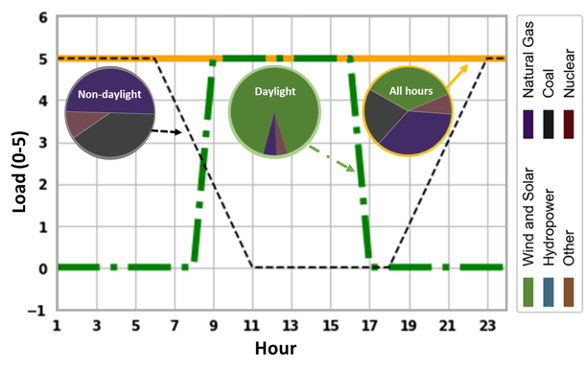 6
5
4
3
2
1
0
−1
Load (0-5)
Non-daylight
Daylight
All hours
1 3 5 7 9 11 13 15 17 19 21 23
Hour
Natural Gas
Coal
Nuclear
Wind and Solar
Hydropower
Other